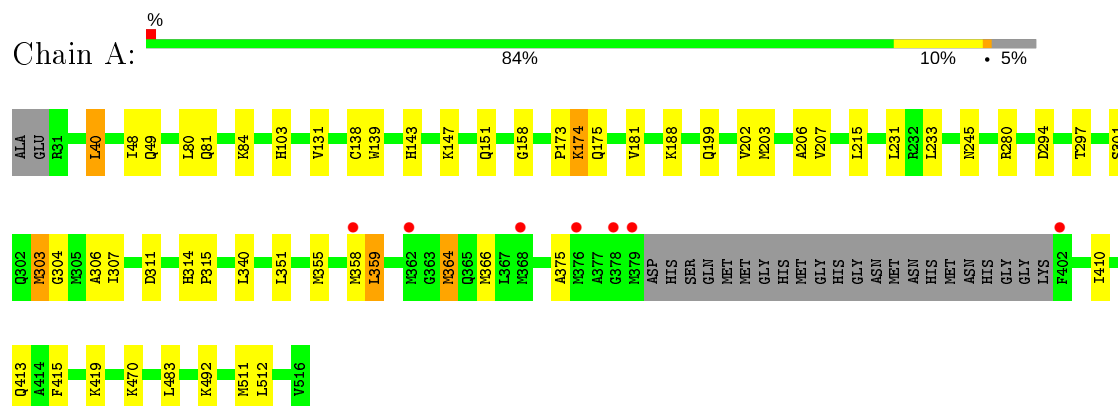 %
Chain A:
84%
10%
•
5%
ALA GLU R31 L40 I48 Q49 L80 Q81 K84 H103 V131 C138 W139 H143 K147 Q151 G158 P173 K174 Q175 V181 K188 Q199 V202 M203 A206 V207 L215 L231 R232 L233 N245 R280 D294 T297 S301
Q302 M303 G304 M305 A306 I307 D311 H314 P315 L340 L351 M355 M358 L359 M362 G363 M364 Q365 M366 L367 M368 A375 M376 A377 G378 M379 ASP HIS SER GLN MET MET GLY HIS MET GLY HIS GLY ASN MET ASN HIS MET ASN HIS GLY GLY LYS F402 I410
Q413 A414 F415 K419 K470 L483 K492 M511 L512 V516